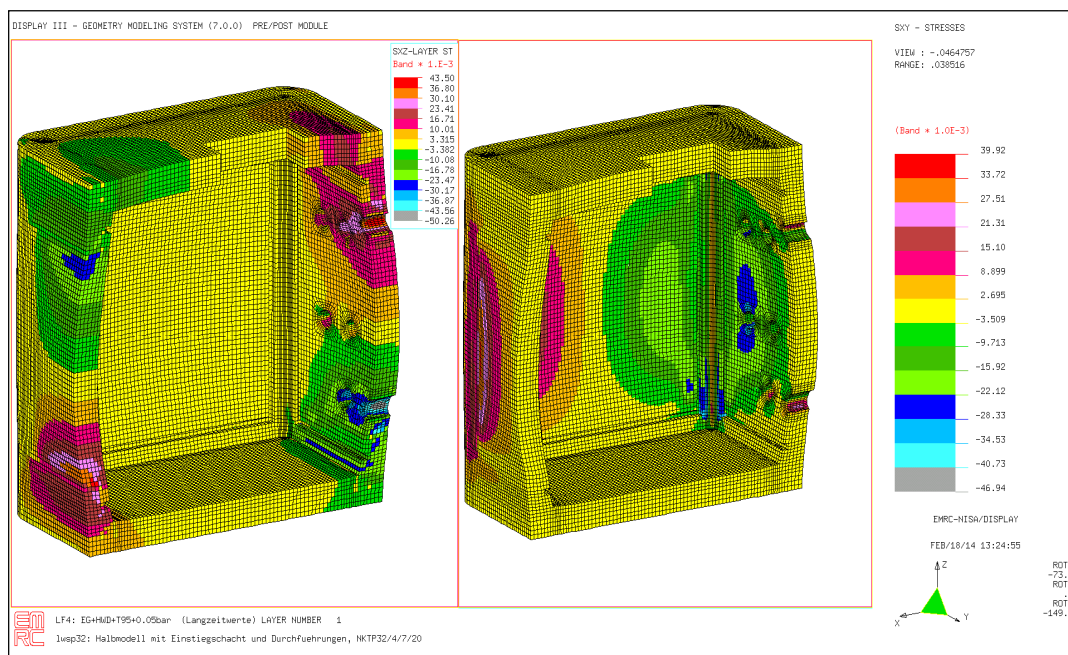 DISPLAY III - GEOMETRY MODELING SYSTEM (7.0.0) PRE/POST MODULE
SXZ-LAYER ST
Band * 1.E-3
43.50
36.80
30.10
23.41
16.71
10.01
3.315
-3.382
-10.08
-16.78
-23.47
-30.17
-36.87
-43.56
-50.26
SXY - STRESSES
VIEW : -.0464757
RANGE: .038516
(Band * 1.0E-3)
39.92
33.72
27.51
21.31
15.10
8.899
2.695
-3.509
-9.713
-15.92
-22.12
-28.33
-34.53
-40.73
-46.94
EMRC-NISA/DISPLAY
FEB/18/14 13:24:55
Z
X
Y
ROT
-73.
ROT
.
ROT
-149.
EMRC
LF4: EG+HWD+T95+0.05bar (Langzeitwerte) LAYER NUMBER 1
lwsp32: Halbmodell mit Einstiegschacht und Durchfuehrungen, NKTP32/4/7/20